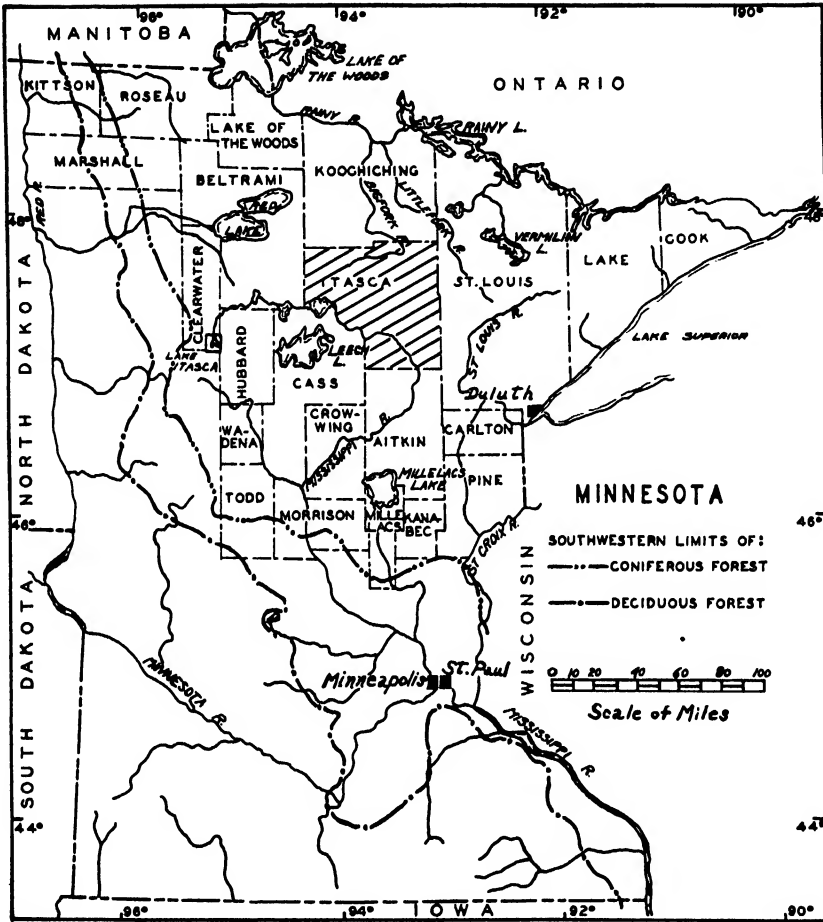 96°
94°
92°
90°
MANITOBA
LAKE OF
THE WOODS
ONTARIO
KITTSON
ROSEAU
LAKE OF
THE WOODS
RAINY R.
RAINY L.
MARSHALL
BELTRAMI
KOOCHICHING
BIGFORK R.
LITTLE FORK R.
RED R.
RED
LAKE
VERMILION
L.
48°
48°
LAKE
COOK
CLEARWATER
ITASCA
ST. LOUIS
ST. LOUIS R.
LAKE SUPERIOR
LAKE
ITASCA
HUBBARD
LEECH
L.
CASS
Duluth
NORTH DAKOTA
WA-
DENA
CROW-
WING
MISSISSIPPI R.
AITKIN
CARLTON
TODD
MILLE LACS
LAKE
PINE
MINNESOTA
46°
46°
MORRISON
MILLE
LACS
KANA-
BEC
ST CROIX R.
SOUTHWESTERN LIMITS OF:
CONIFEROUS FOREST
DECIDUOUS FOREST
WISCONSIN
SOUTH DAKOTA
MINNESOTA R.
Minneapolis
St. Paul
0 10 20 40 60 80 100
Scale of Miles
MISSISSIPPI R.
44°
44°
96°
94°
IOWA
92°
90°